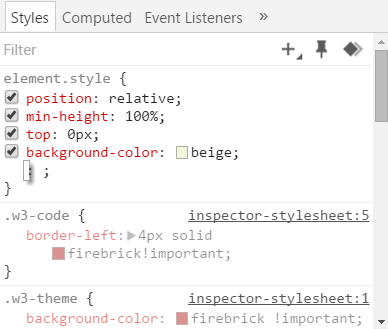 Styles Computed Event Listeners »
Filter
element.style {
position: relative;
min-height: 100%;
top: 0px;
background-color: beige;
: ;
}
.w3-code { inspector-stylesheet:5
border-left: 4px solid
firebrick!important;
}
.w3-theme { inspector-stylesheet:1
background-color: firebrick !important;